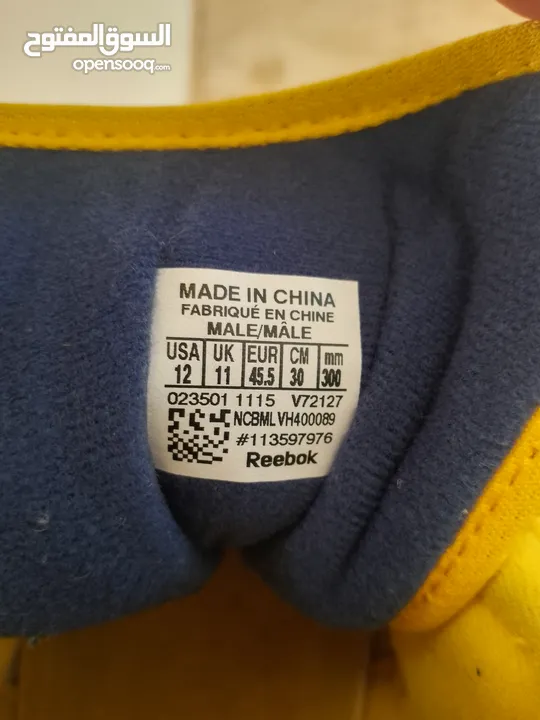 السوق المفتوح
opensooq.com
MADE IN CHINA
FABRIQUÉ EN CHINE
MALE/MÂLE
USA UK EUR CM mm
12 11 45.5 30 300
023501 1115 V72127
NCBMLVH400089
#113597976
Reebok